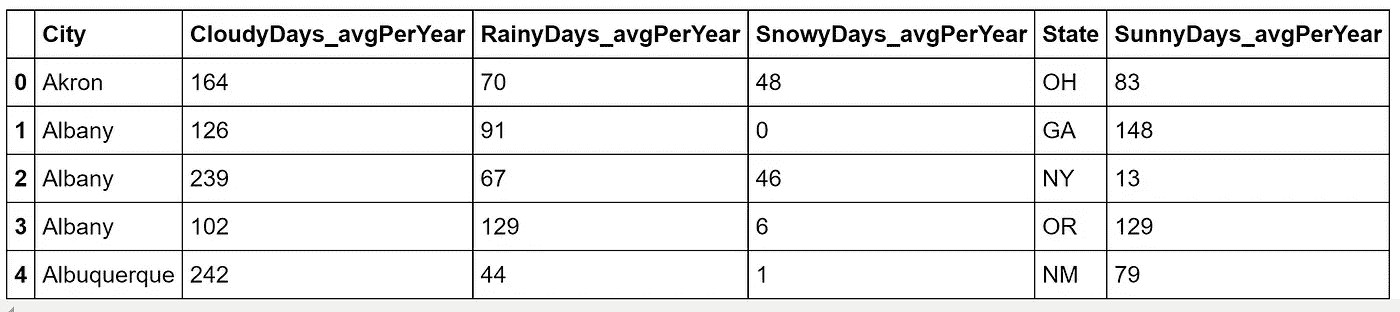 City CloudyDays_avgPerYear RainyDays_avgPerYear SnowyDays_avgPerYear State SunnyDays_avgPerYear
0 Akron 164 70 48 OH 83
1 Albany 126 91 0 GA 148
2 Albany 239 67 46 NY 13
3 Albany 102 129 6 OR 129
4 Albuquerque 242 44 1 NM 79